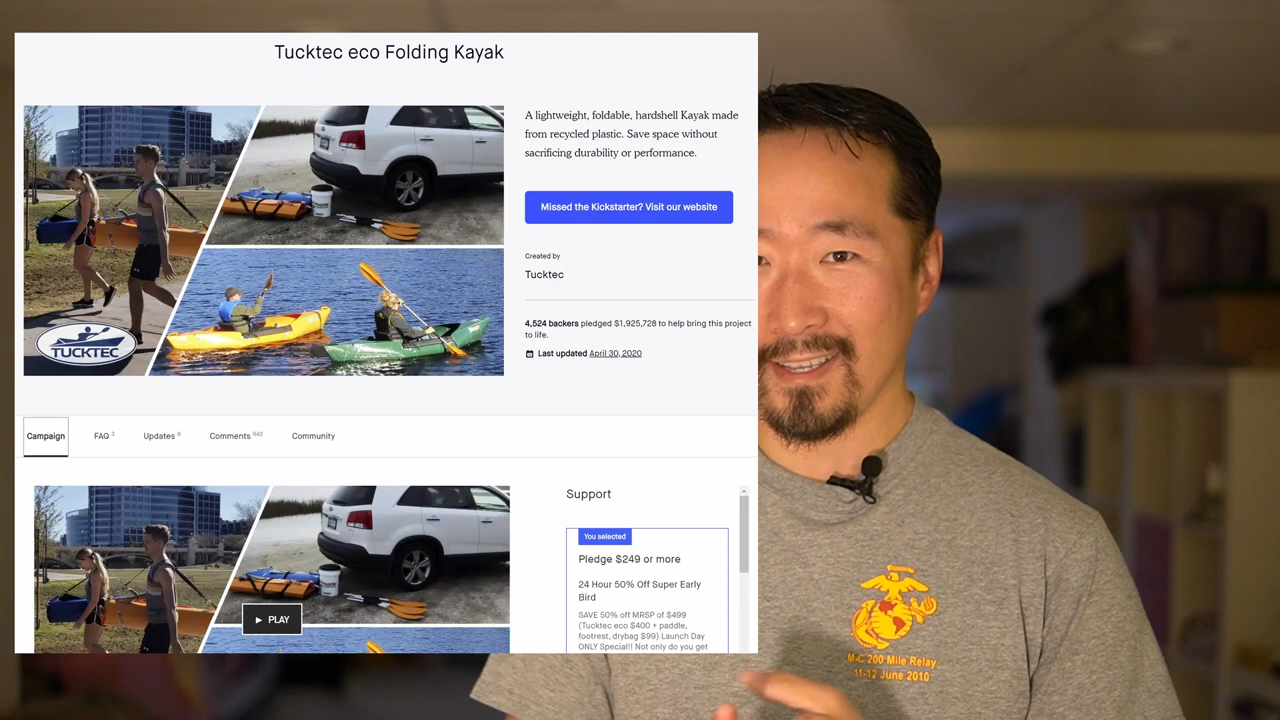 Tucktec eco Folding Kayak
TUCKTEC
A lightweight, foldable, hardshell Kayak made
from recycled plastic. Save space without
sacrificing durability or performance.
Missed the Kickstarter? Visit our website
Created by
Tucktec
4,524 backers pledged $1,925,728 to help bring this project
to life.
Last updated April 30, 2020
Campaign
FAQ 3
Updates 8
Comments 942
Community
PLAY
Support
You selected
Pledge $249 or more
24 Hour 50% Off Super Early
Bird
SAVE 50% off MRSP of $499
(Tucktec eco $400 + paddle,
footrest, drybag $99) Launch Day
ONLY Special!! Not only do you get
M-C 200 Mile Relay
11-12 June 2010